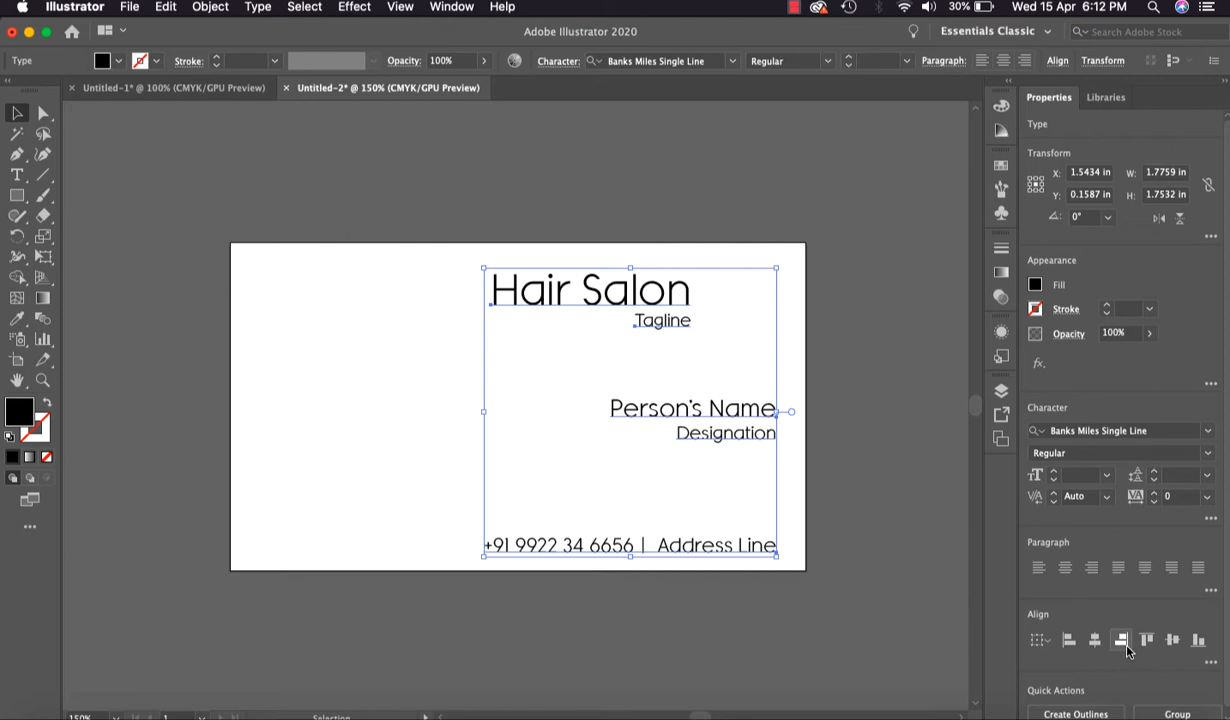 Illustrator File Edit Object Type Select Effect View Window Help 30% Wed 15 Apr 6:12 PM
Adobe Illustrator 2020 Essentials Classic Search Adobe Stock
Type Stroke: Opacity: 100% Character: Banks Miles Single Line Regular Paragraph: Align Transform
× Untitled-1* @ 100% (CMYK/GPU Preview) × Untitled-2* @ 150% (CMYK/GPU Preview)
Properties Libraries
Type
Transform
X: 1.5434 in W: 1.7759 in
Y: 0.1587 in H: 1.7532 in
0°
Appearance
Fill
Stroke
Opacity 100%
fx.
Character
Banks Miles Single Line
Regular
Auto 0
Paragraph
Align
Quick Actions
Create Outlines Group
Hair Salon
Tagline
Person's Name
Designation
+91 9922 34 6656 | Address Line
150% 1 Selection